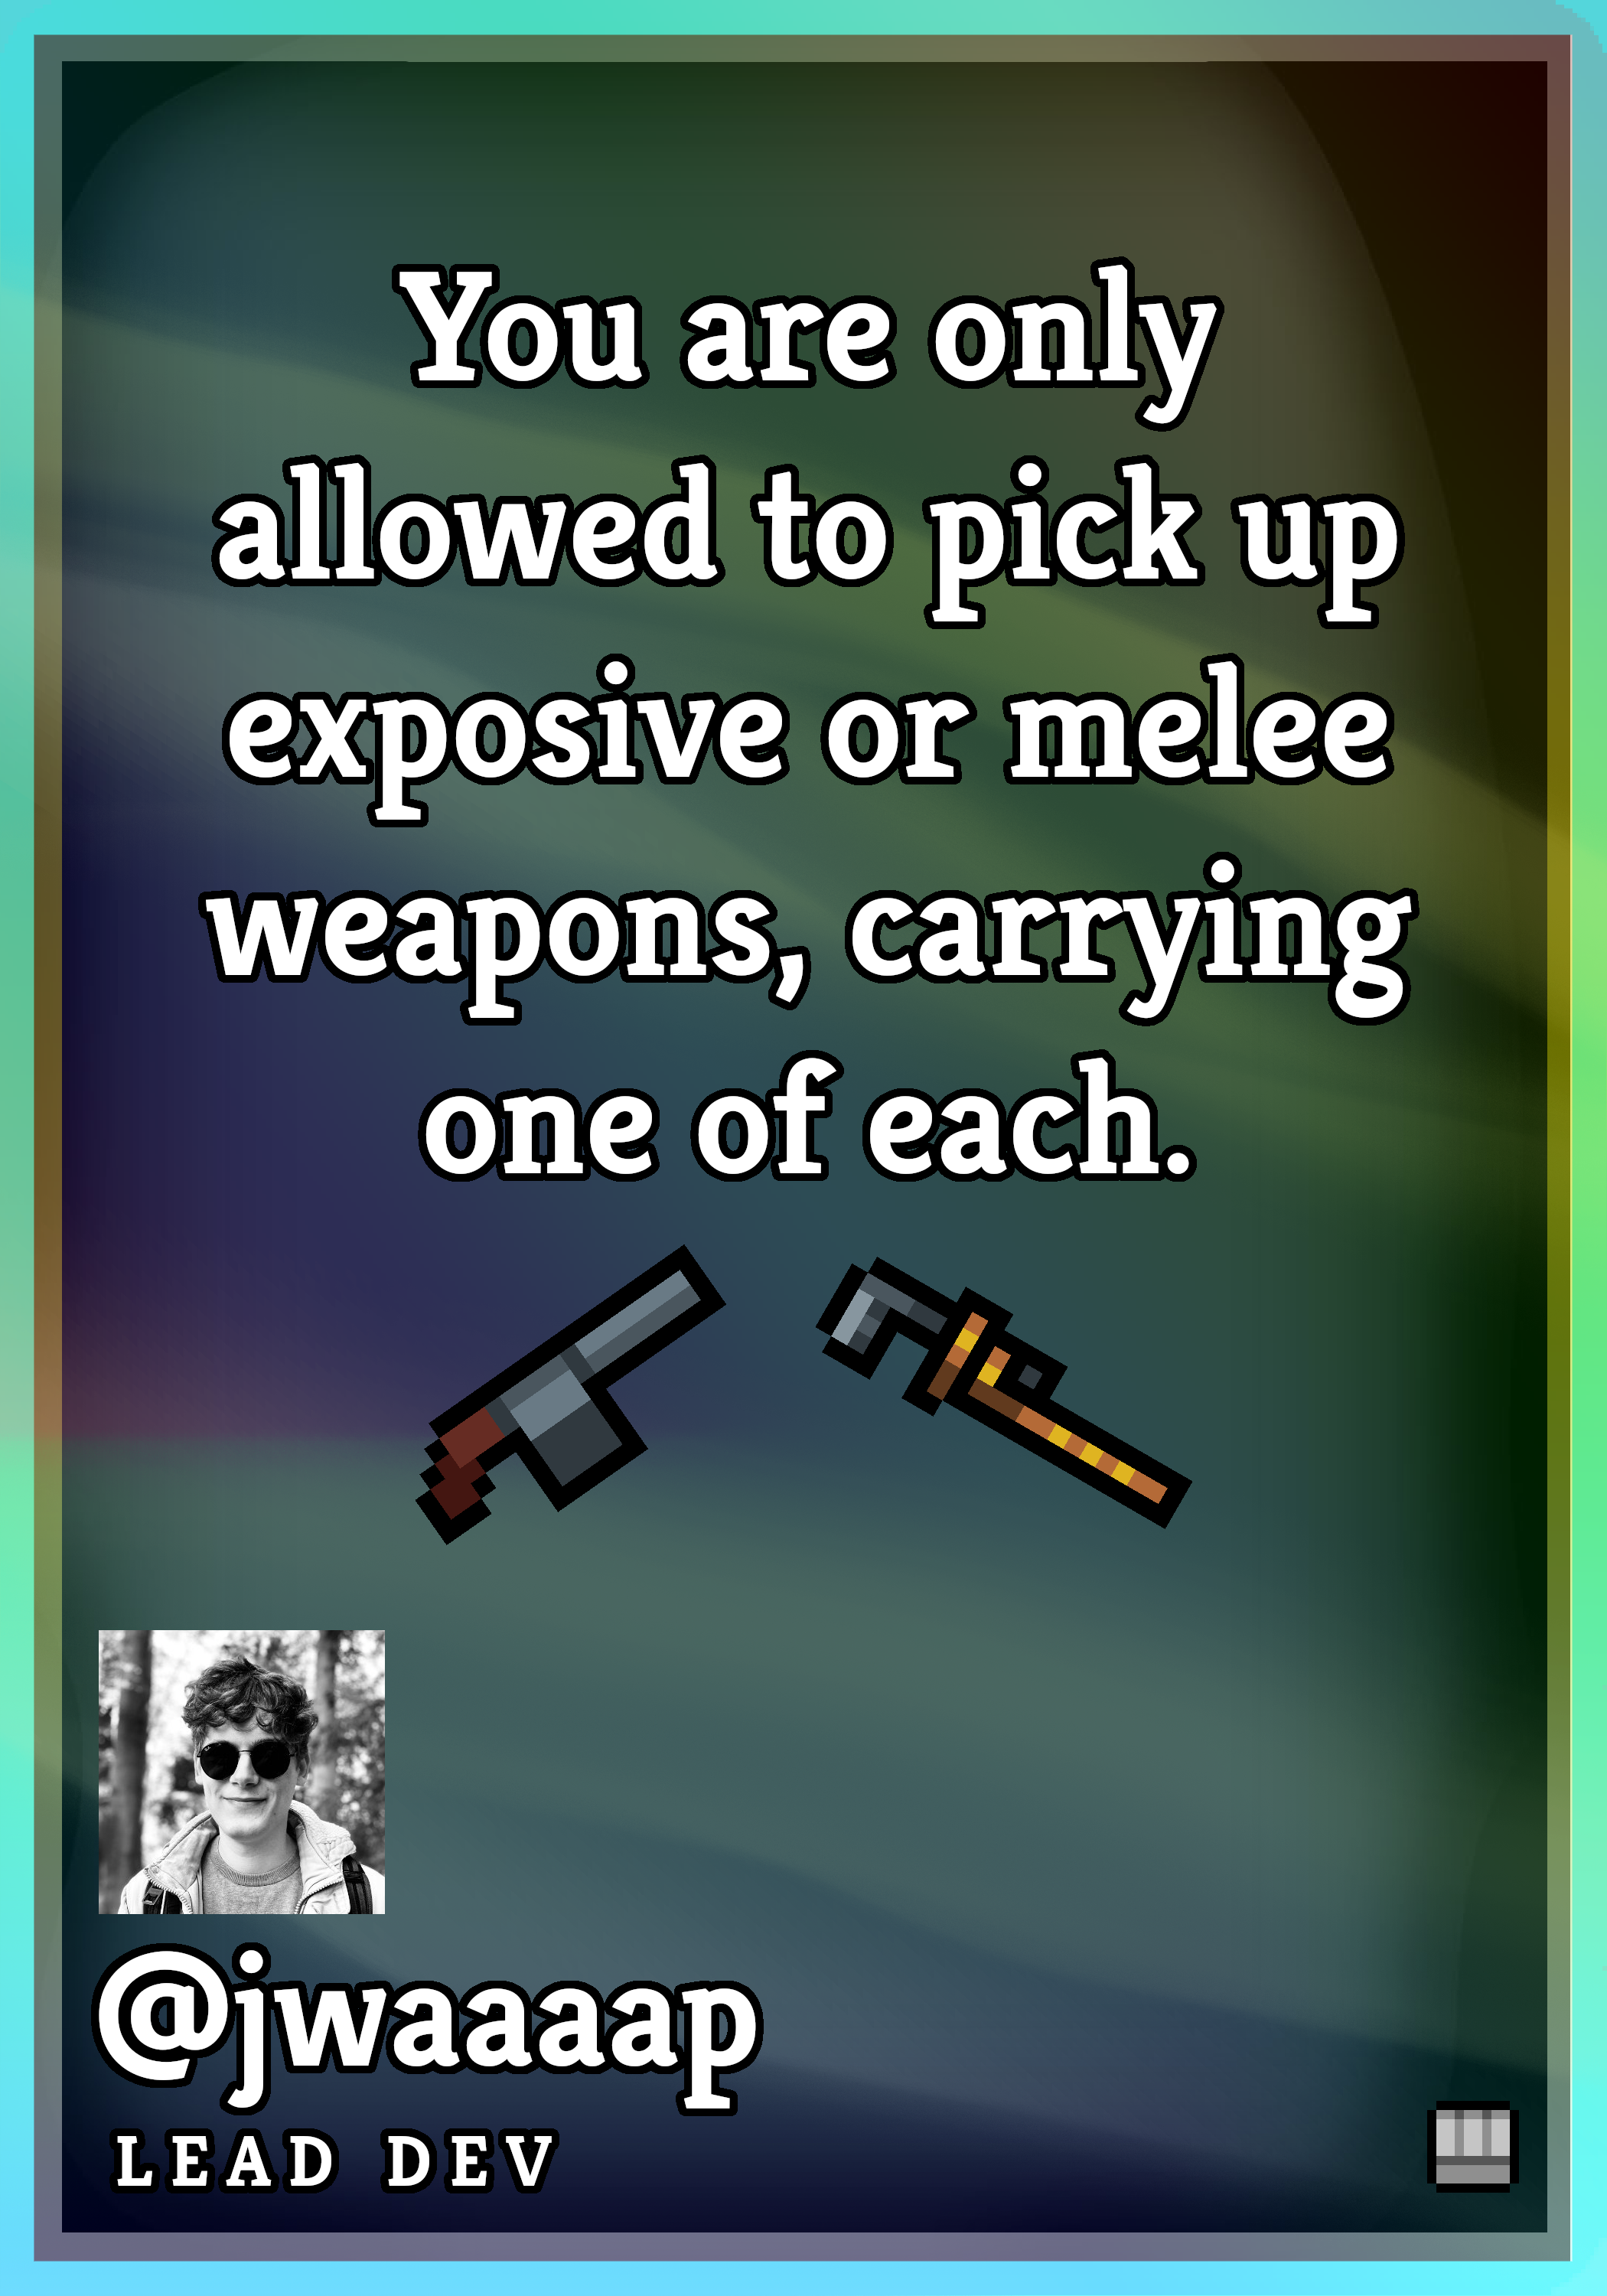 You are only
allowed to pick up
exposive or melee
weapons, carrying
one of each.
@jwaaaap
LEAD DEV